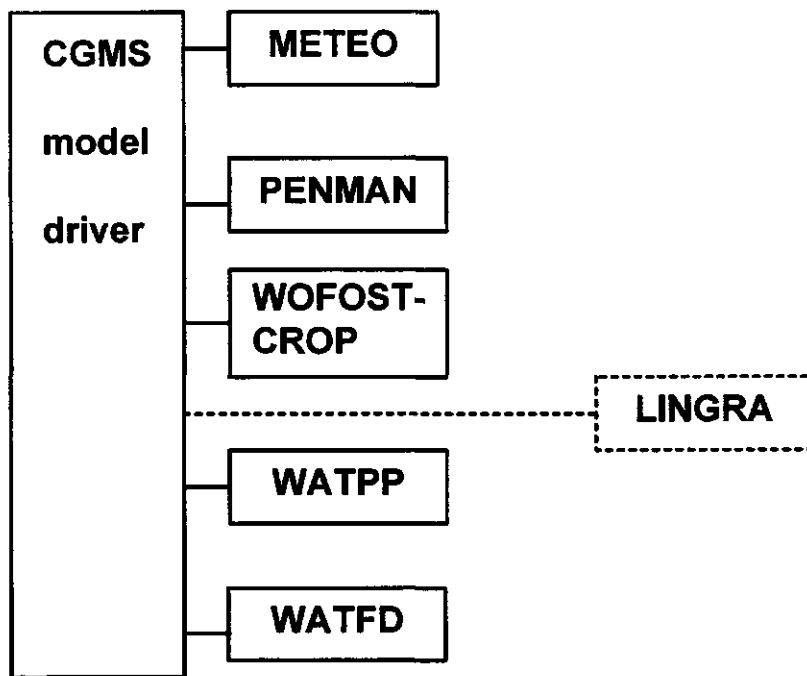 CGMS
model
driver
METEO
PENMAN
WOFOST-
CROP
LINGRA
WATPP
WATFD